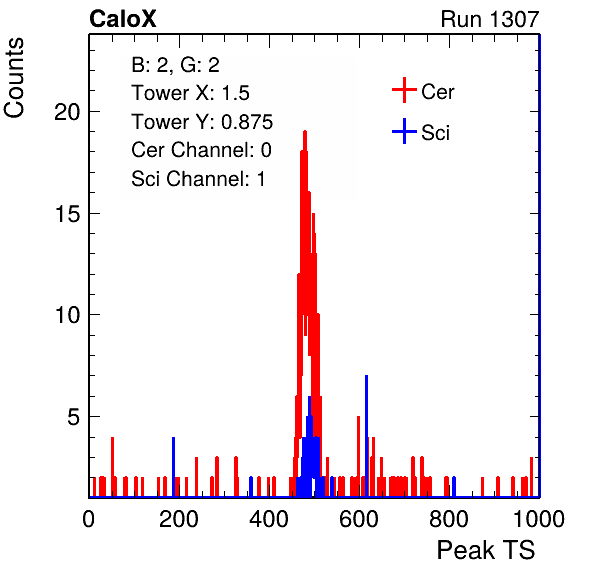 CaloX Run 1307
Counts
B: 2, G: 2
Tower X: 1.5
Tower Y: 0.875
Cer Channel: 0
Sci Channel: 1
Cer
Sci
20
15
10
5
0 200 400 600 800 1000
Peak TS